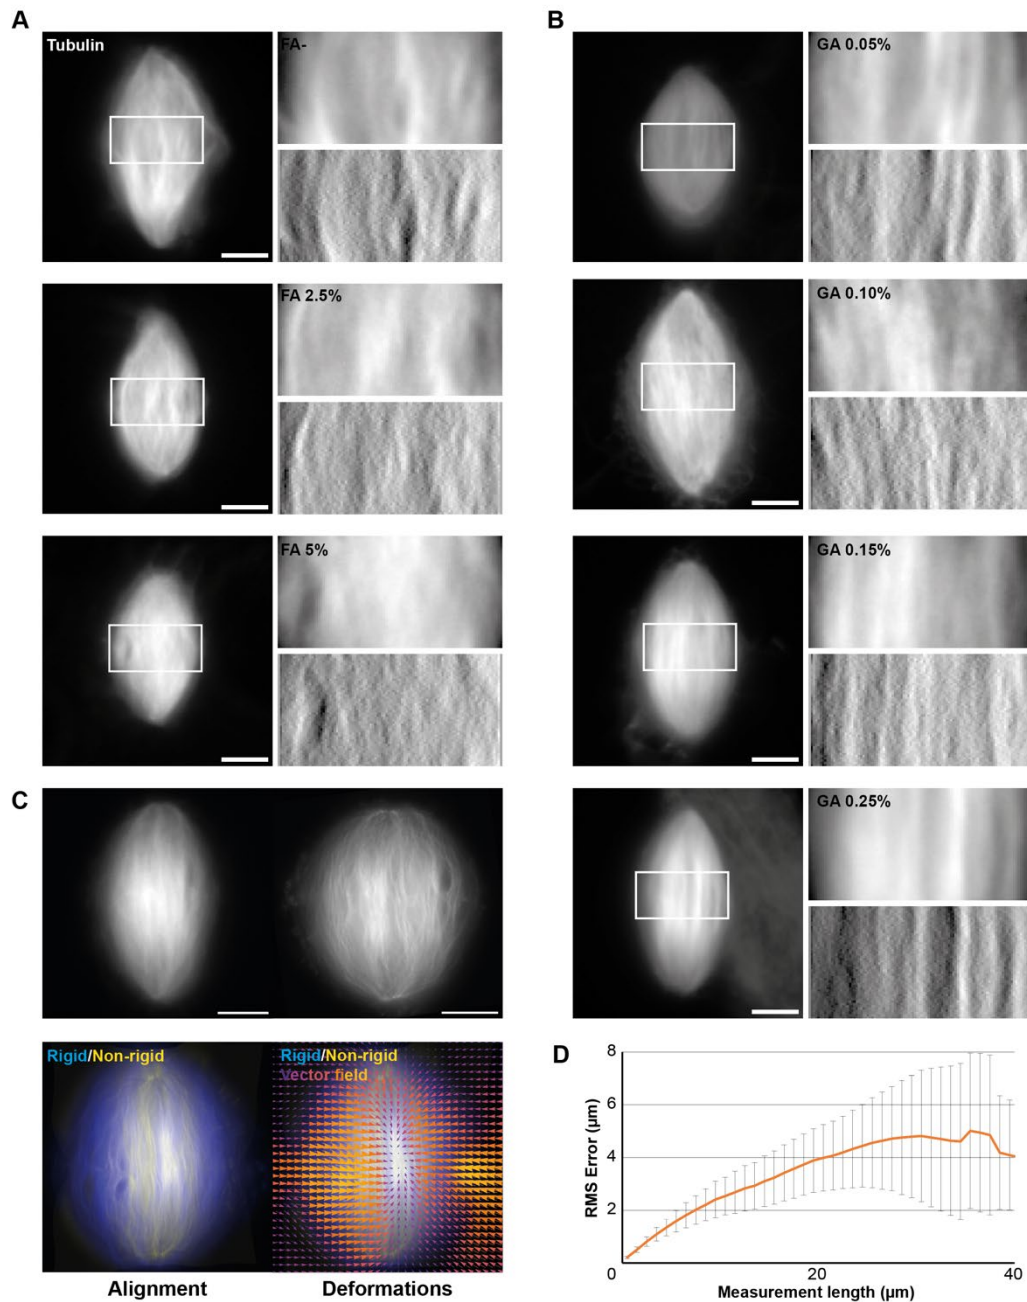 A
Tubulin
FA-
FA 2.5%
FA 5%
B
GA 0.05%
GA 0.10%
GA 0.15%
GA 0.25%
C
Rigid/Non-rigid
Rigid/Non-rigid
Vector field
Alignment
Deformations
D
RMS Error (µm)
8
6
4
2
0
20
40
Measurement length (µm)